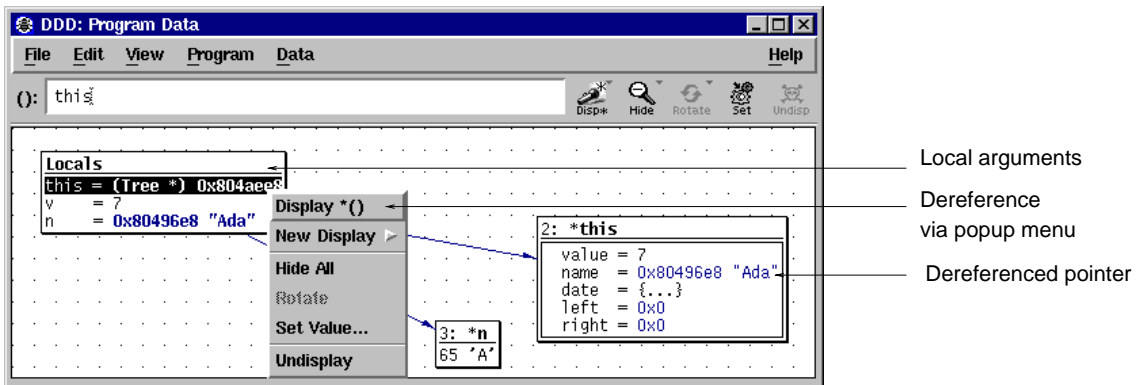 DDD: Program Data
File Edit View Program Data Help
(): this
Disp* Hide Rotate Set Undisp
Locals
this = (Tree *) 0x804aee8
v = 7
n = 0x80496e8 "Ada"
Display *()
New Display
Hide All
Rotate
Set Value...
Undisplay
2: *this
value = 7
name = 0x80496e8 "Ada"
date = {...}
left = 0x0
right = 0x0
3: *n
65 'A'
Local arguments
Dereference
via popup menu
Dereferenced pointer